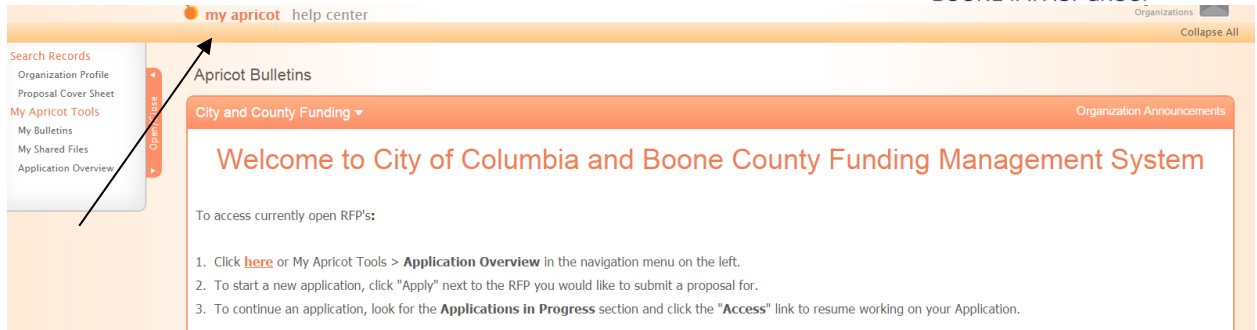 my apricot help center
Organizations
Collapse All
Search Records
Organization Profile
Proposal Cover Sheet
My Apricot Tools
My Bulletins
My Shared Files
Application Overview
Open/Close
Apricot Bulletins
City and County Funding ▾
Organization Announcements
Welcome to City of Columbia and Boone County Funding Management System
To access currently open RFP's:
1. Click here or My Apricot Tools > Application Overview in the navigation menu on the left.
2. To start a new application, click "Apply" next to the RFP you would like to submit a proposal for.
3. To continue an application, look for the Applications in Progress section and click the "Access" link to resume working on your Application.